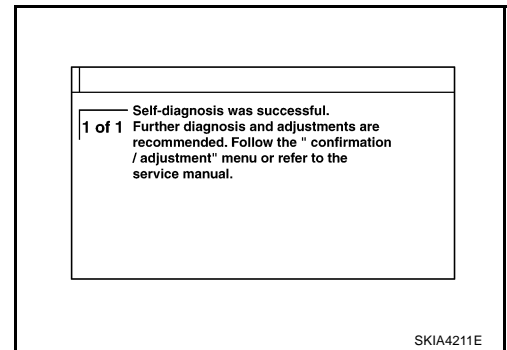 Self-diagnosis was successful.
1 of 1 Further diagnosis and adjustments are
recommended. Follow the " confirmation
/ adjustment" menu or refer to the
service manual.
SKIA4211E